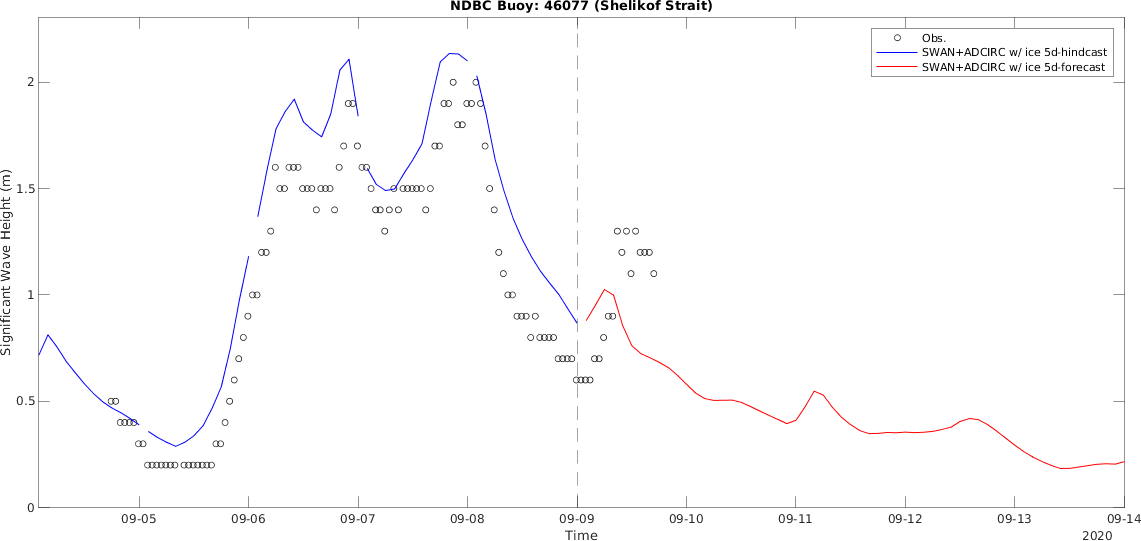 NDBC Buoy: 46077 (Shelikof Strait)
Obs.
SWAN+ADCIRC w/ ice 5d-hindcast
SWAN+ADCIRC w/ ice 5d-forecast
Significant Wave Height (m)
2
1.5
1
0.5
0
09-05 09-06 09-07 09-08 09-09 09-10 09-11 09-12 09-13 09-14
Time
2020